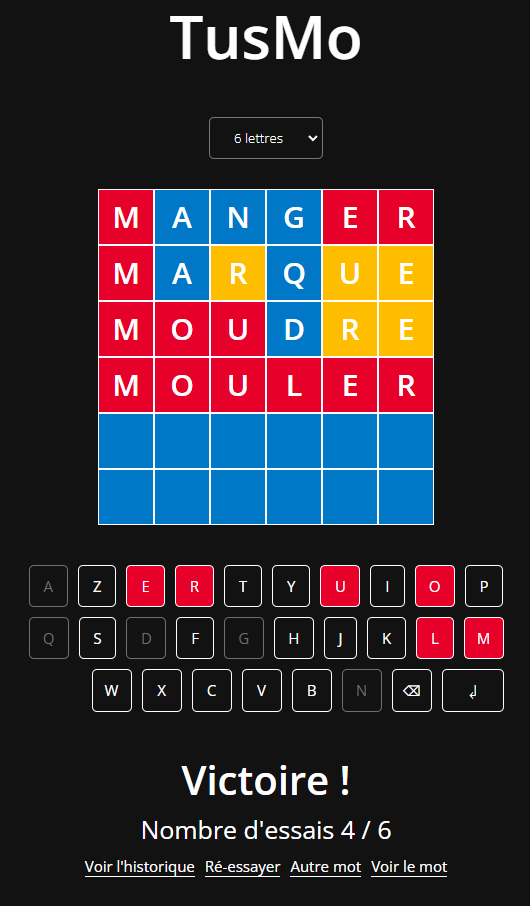 TusMo
6 lettres
M A N G E R
M A R Q U E
M O U D R E
M O U L E R
A Z E R T Y U I O P
Q S D F G H J K L M
W X C V B N ⌫ ↲
Victoire !
Nombre d'essais 4 / 6
Voir l'historique Ré-essayer Autre mot Voir le mot